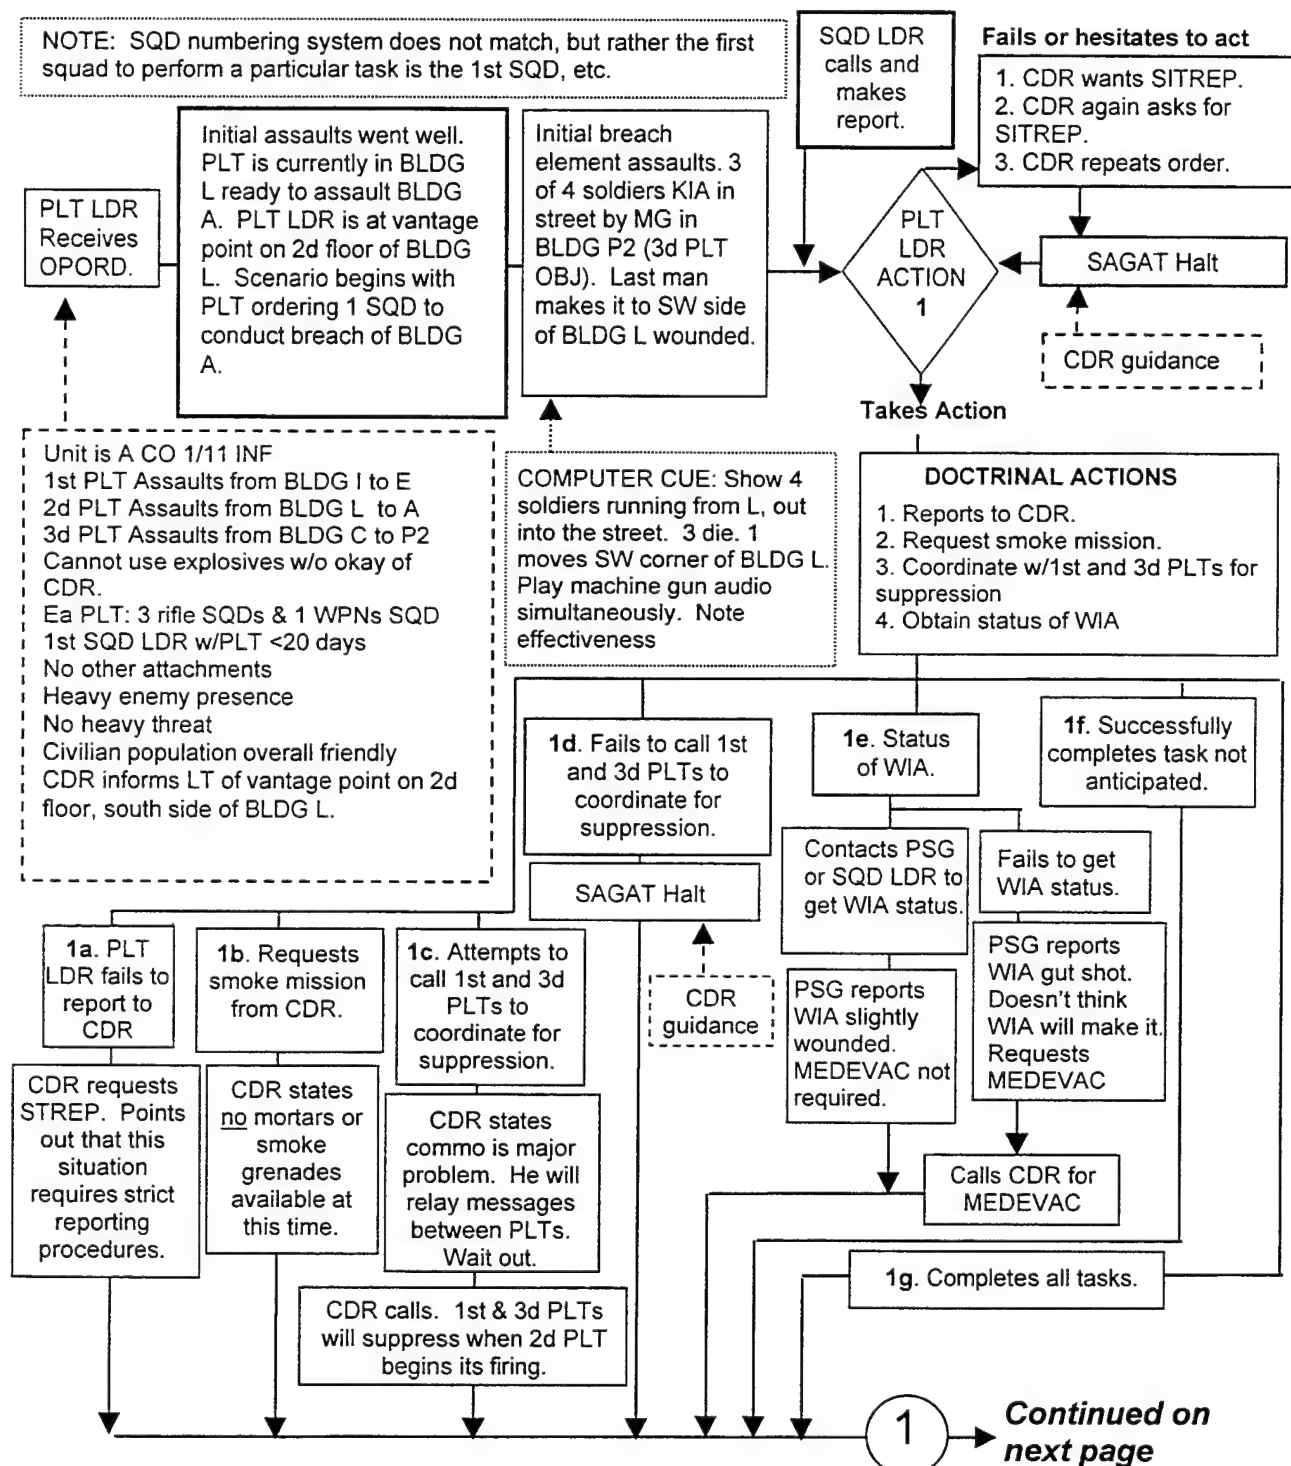 NOTE: SQD numbering system does not match, but rather the first
squad to perform a particular task is the 1st SQD, etc.
SQD LDR
calls and
makes
report.
Fails or hesitates to act
1. CDR wants SITREP.
2. CDR again asks for
SITREP.
3. CDR repeats order.
PLT LDR
Receives
OPORD.
Initial assaults went well.
PLT is currently in BLDG
L ready to assault BLDG
A. PLT LDR is at vantage
point on 2d floor of BLDG
L. Scenario begins with
PLT ordering 1 SQD to
conduct breach of BLDG
A.
Initial breach
element assaults. 3
of 4 soldiers KIA in
street by MG in
BLDG P2 (3d PLT
OBJ). Last man
makes it to SW side
of BLDG L wounded.
PLT
LDR
ACTION
1
SAGAT Halt
CDR guidance
Takes Action
Unit is A CO 1/11 INF
1st PLT Assaults from BLDG I to E
2d PLT Assaults from BLDG L to A
3d PLT Assaults from BLDG C to P2
Cannot use explosives w/o okay of
CDR.
Ea PLT: 3 rifle SQDs & 1 WPNs SQD
1st SQD LDR w/PLT <20 days
No other attachments
Heavy enemy presence
No heavy threat
Civilian population overall friendly
CDR informs LT of vantage point on 2d
floor, south side of BLDG L.
COMPUTER CUE: Show 4
soldiers running from L, out
into the street. 3 die. 1
moves SW corner of BLDG L.
Play machine gun audio
simultaneously. Note
effectiveness
DOCTRINAL ACTIONS
1. Reports to CDR.
2. Request smoke mission.
3. Coordinate w/1st and 3d PLTs for
suppression
4. Obtain status of WIA
1d. Fails to call 1st
and 3d PLTs to
coordinate for
suppression.
SAGAT Halt
CDR
guidance
1e. Status
of WIA.
1f. Successfully
completes task not
anticipated.
Contacts PSG
or SQD LDR to
get WIA status.
Fails to get
WIA status.
PSG reports
WIA slightly
wounded.
MEDEVAC not
required.
PSG reports
WIA gut shot.
Doesn't think
WIA will make it.
Requests
MEDEVAC
Calls CDR for
MEDEVAC
1a. PLT
LDR fails to
report to
CDR
1b. Requests
smoke mission
from CDR.
1c. Attempts to
call 1st and 3d
PLTs to
coordinate for
suppression.
CDR requests
STREP. Points
out that this
situation
requires strict
reporting
procedures.
CDR states
no mortars or
smoke
grenades
available at
this time.
CDR states
commo is major
problem. He will
relay messages
between PLTs.
Wait out.
CDR calls. 1st & 3d PLTs
will suppress when 2d PLT
begins its firing.
1g. Completes all tasks.
1
Continued on
next page